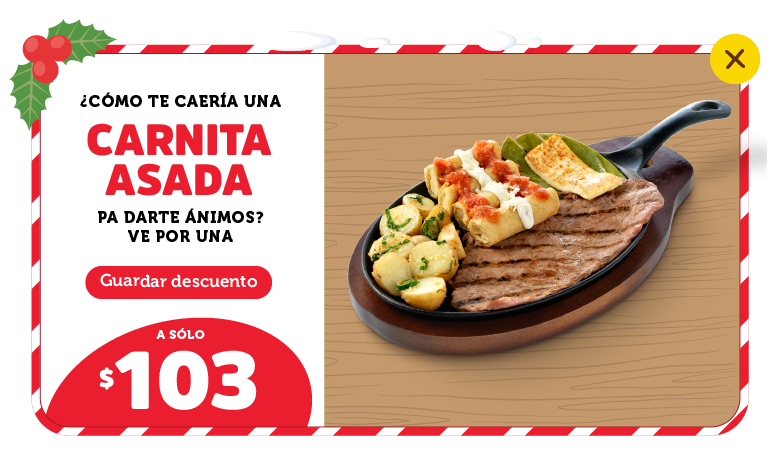 ¿CÓMO TE CAERÍA UNA
CARNITA
ASADA
PA DARTE ÁNIMOS?
VE POR UNA
Guardar descuento
A SÓLO
$103